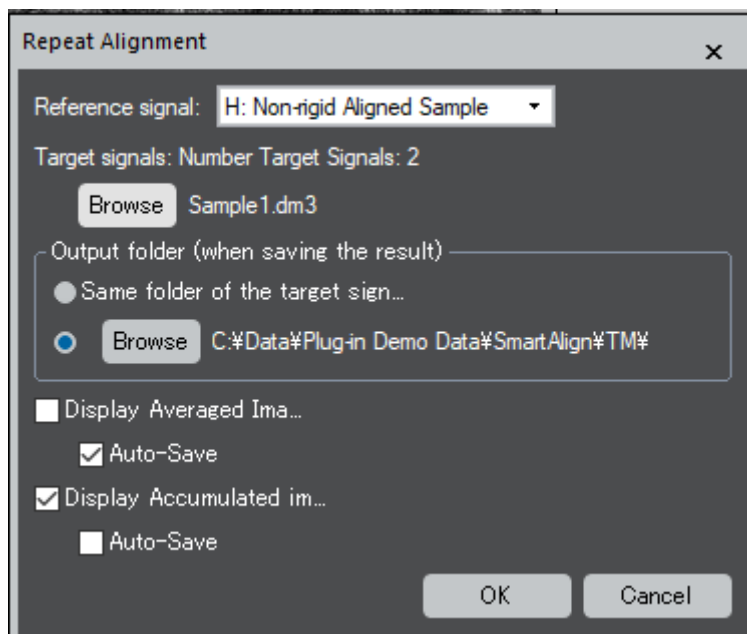 Repeat Alignment
Reference signal: H: Non-rigid Aligned Sample
Target signals: Number Target Signals: 2
Browse Sample1.dm3
Output folder (when saving the result)
Same folder of the target sign...
Browse C:¥Data¥Plug-in Demo Data¥SmartAlign¥TM¥
Display Averaged Ima...
Auto-Save
Display Accumulated im...
Auto-Save
OK Cancel